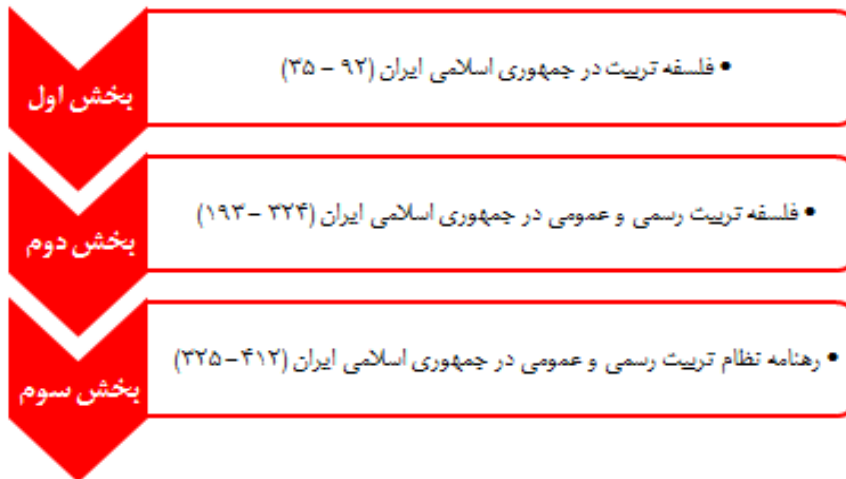 بخش اول
• فلسفه تربیت در جمهوری اسلامی ایران (۹۲ – ۳۵)
بخش دوم
• فلسفه تربیت رسمی و عمومی در جمهوری اسلامی ایران (۳۲۴ – ۱۹۳)
بخش سوم
• رهنامه نظام تربیت رسمی و عمومی در جمهوری اسلامی ایران (۴۱۲ – ۳۲۵)